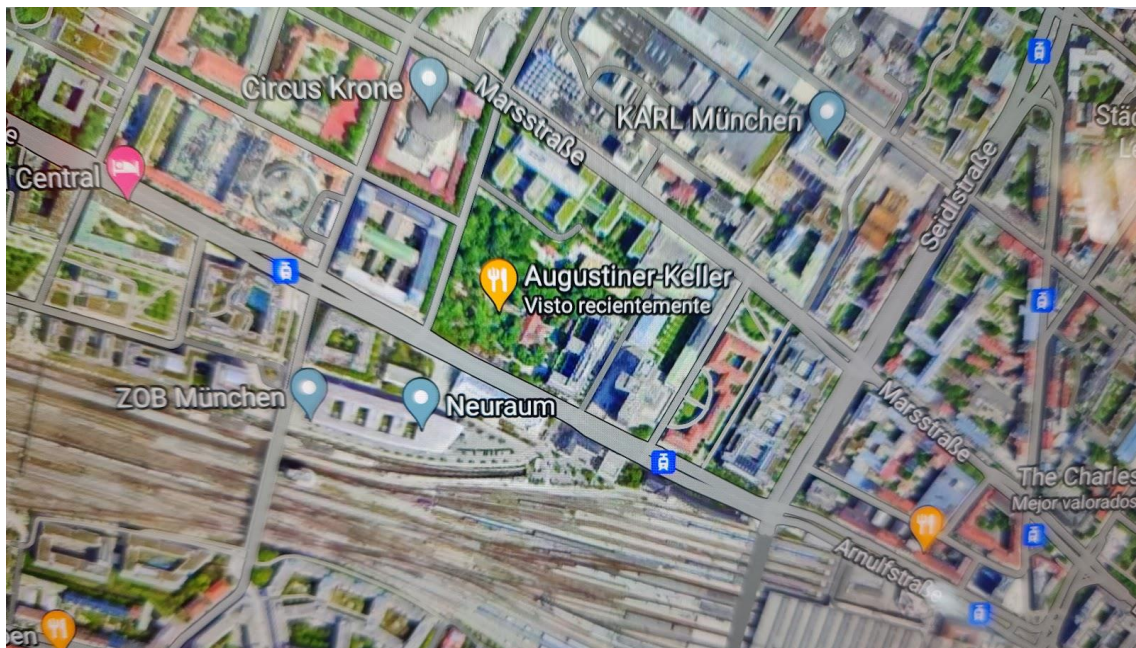 Circus Krone
Marsstraße
KARL München
Central
Seidlstraße
Augustiner-Keller
Visto recientemente
ZOB München
Neuraum
Marsstraße
The Charles
Mejor valorados
Arnulfstraße